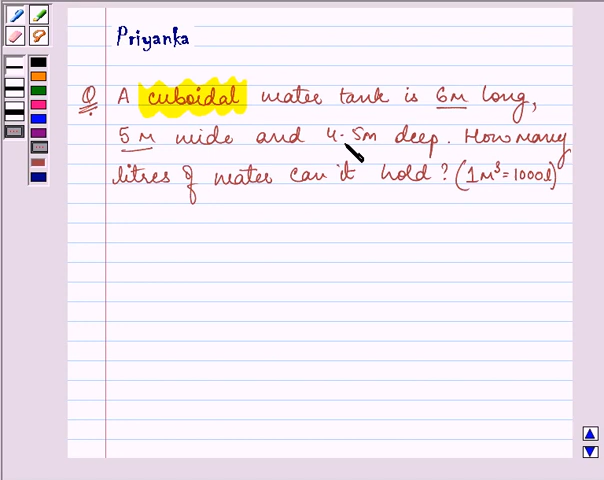 Priyanka
Q A cuboidal water tank is 6m long,
5m wide and 4.5m deep. How many
litres of water can it hold? (1m³=1000l)